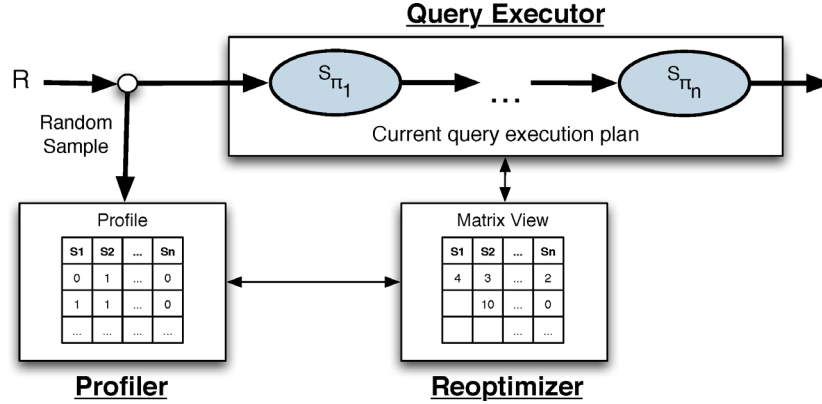 Query Executor
R
Random
Sample
Sπ1
...
Sπn
Current query execution plan
Profile
S1 S2 ... Sn
0 1 ... 0
1 1 ... 0
... ... ... ...
Matrix View
S1 S2 ... Sn
4 3 ... 2
10 ... 0
... ...
Profiler
Reoptimizer